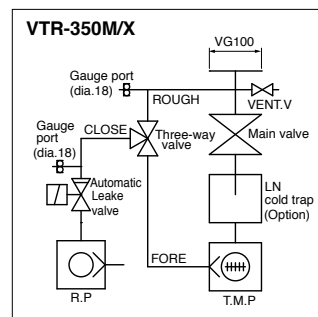 VTR-350M/X
VG100
Gauge port
(dia.18)
ROUGH
VENT.V
Gauge
port
(dia.18)
CLOSE
Three-way
valve
Main valve
Automatic
Leake
valve
LN
cold trap
(Option)
FORE
R.P
T.M.P